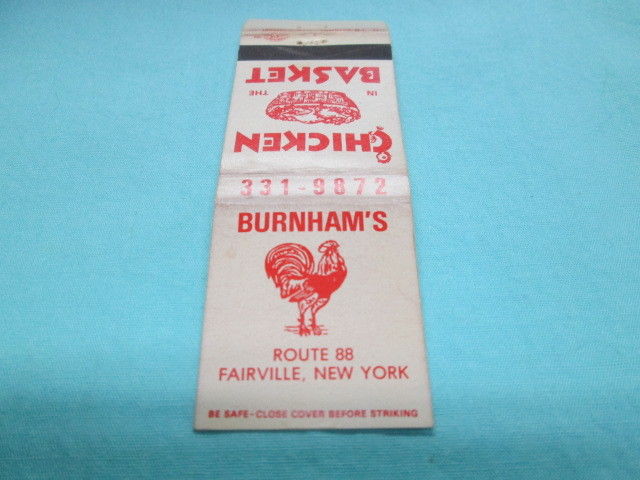 BASKET
IN THE
CHICKEN
331-9872
BURNHAM'S
ROUTE 88
FAIRVILLE, NEW YORK
BE SAFE-CLOSE COVER BEFORE STRIKING